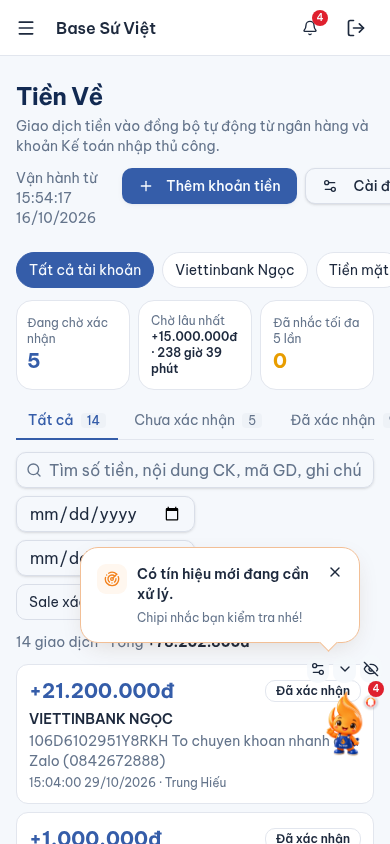 Base Sứ Việt
4
Tiền Về
Giao dịch tiền vào đồng bộ tự động từ ngân hàng và
khoản Kế toán nhập thủ công.
Vận hành từ
15:54:17
16/10/2026
Thêm khoản tiền
Cài đ
Tất cả tài khoản
Viettinbank Ngọc
Tiền mặt
Đang chờ xác
nhận
5
Chờ lâu nhất
+15.000.000đ
· 238 giờ 39
phút
Đã nhắc tối đa
5 lần
0
Tất cả 14
Chưa xác nhận 5
Đã xác nhận
Tìm số tiền, nội dung CK, mã GD, ghi chú
mm/dd/yyyy
mm/dd
Sale xác
Có tín hiệu mới đang cần
xử lý.
Chipi nhắc bạn kiểm tra nhé!
14 giao dịch
+21.200.000đ
Đã xác nhận
4
VIETTINBANK NGỌC
106D6102951Y8RKH To chuyen khoan nhanh
Zalo (0842672888)
15:04:00 29/10/2026 · Trung Hiếu
+1.000.000đ
Đã xác nhận